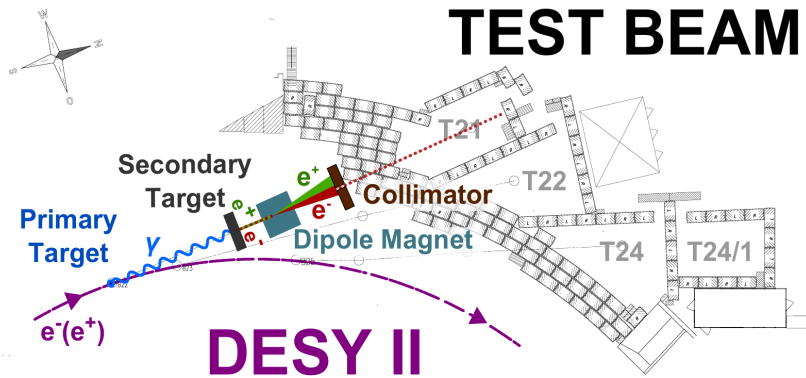 TEST BEAM
W
N
S
O
T21
Secondary
Target
e+
e-
Collimator
T22
e+
e-
Dipole Magnet
Primary
Target
γ
T24
T24/1
e-(e+)
DESY II